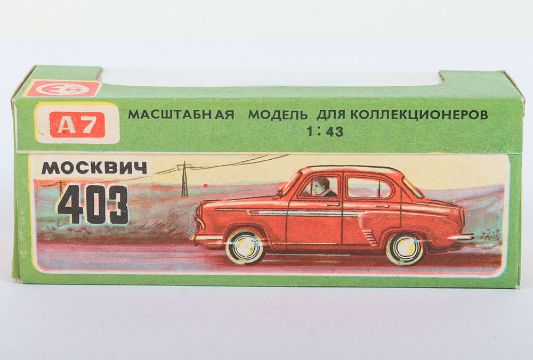 А7
МАСШТАБНАЯ МОДЕЛЬ ДЛЯ КОЛЛЕКЦИОНЕРОВ
1:43
МОСКВИЧ
403